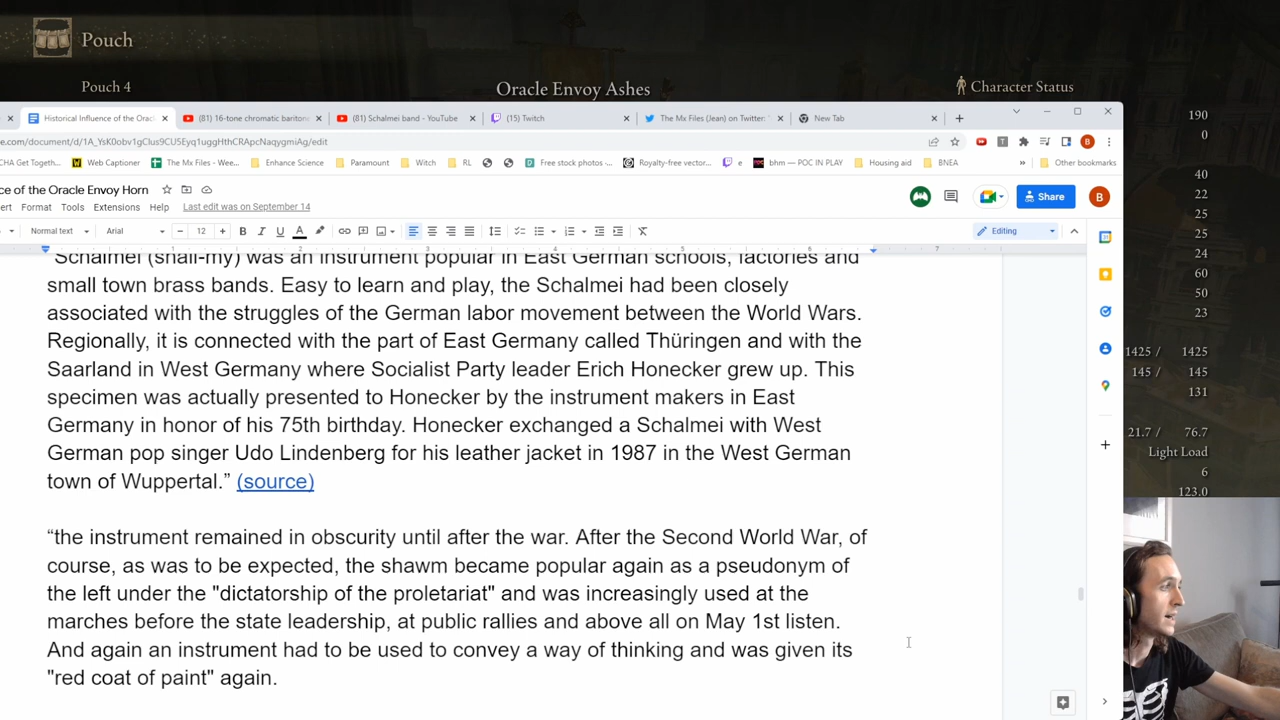 Pouch
Pouch 4
Oracle Envoy Ashes
Character Status
190
0
40
22
25
25
24
60
50
23
1425 / 1425
145 / 145
131
21.7 / 76.7
Light Load
6
123.0
Historical Influence of the Orac
(81) 16-tone chromatic baritone
(81) Schalmei band - YouTube
(15) Twitch
The Mx Files (Jean) on Twitter: "
New Tab
Web Captioner
The Mx Files - Wee...
Enhance Science
Paramount
Witch
RL
e
Free stock photos -...
Royalty-free vector...
bhm — POC IN PLAY
Housing aid
BNEA
»
Other bookmarks
ce of the Oracle Envoy Horn
Share
B
ert Format Tools Extensions Help Last edit was on September 14
Normal text Arial 12 B I U A Editing
1 2 3 4 5 6 7
"Schalmei (shall-my) was an instrument popular in East German schools, factories and
small town brass bands. Easy to learn and play, the Schalmei had been closely
associated with the struggles of the German labor movement between the World Wars.
Regionally, it is connected with the part of East Germany called Thüringen and with the
Saarland in West Germany where Socialist Party leader Erich Honecker grew up. This
specimen was actually presented to Honecker by the instrument makers in East
Germany in honor of his 75th birthday. Honecker exchanged a Schalmei with West
German pop singer Udo Lindenberg for his leather jacket in 1987 in the West German
town of Wuppertal.” (source)
“the instrument remained in obscurity until after the war. After the Second World War, of
course, as was to be expected, the shawm became popular again as a pseudonym of
the left under the "dictatorship of the proletariat" and was increasingly used at the
marches before the state leadership, at public rallies and above all on May 1st listen.
And again an instrument had to be used to convey a way of thinking and was given its
"red coat of paint" again.